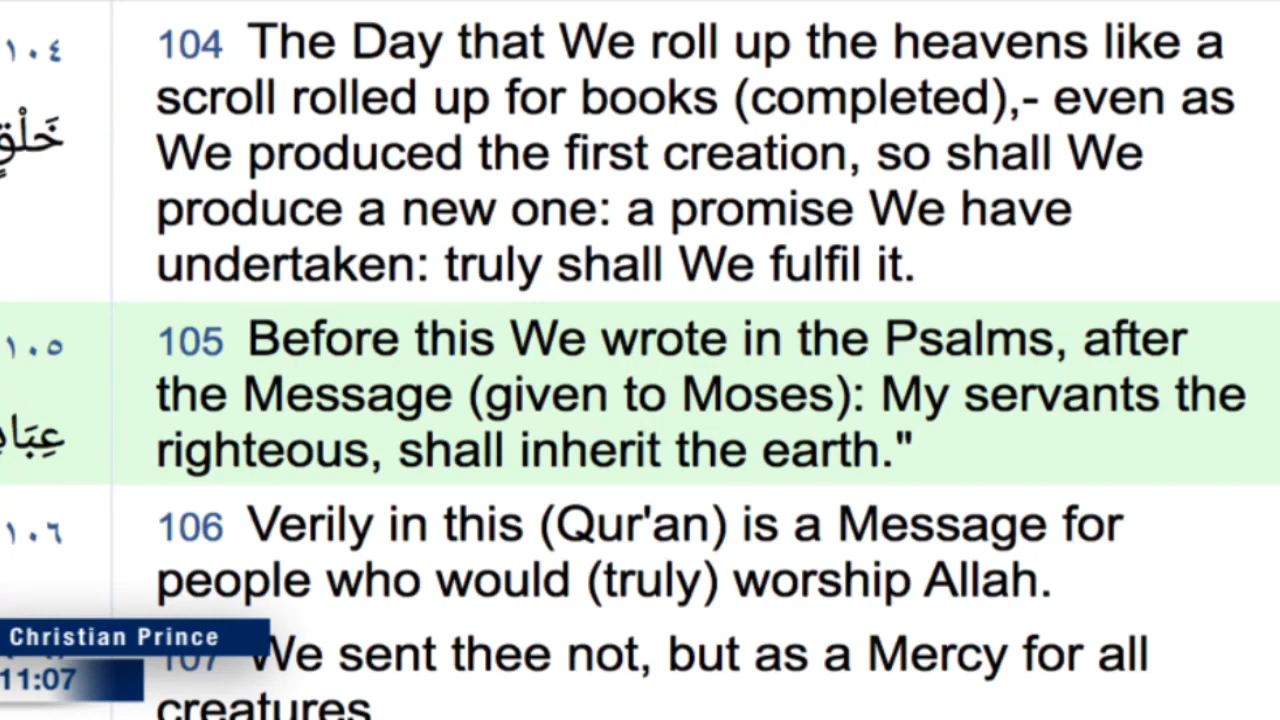 ١٠٤
104 The Day that We roll up the heavens like a
scroll rolled up for books (completed),- even as
خَلْقٍ
We produced the first creation, so shall We
produce a new one: a promise We have
undertaken: truly shall We fulfil it.
١٠٥
105 Before this We wrote in the Psalms, after
the Message (given to Moses): My servants the
righteous, shall inherit the earth."
١٠٦
106 Verily in this (Qur'an) is a Message for
people who would (truly) worship Allah.
Christian Prince
107 We sent thee not, but as a Mercy for all
11:07
creatures